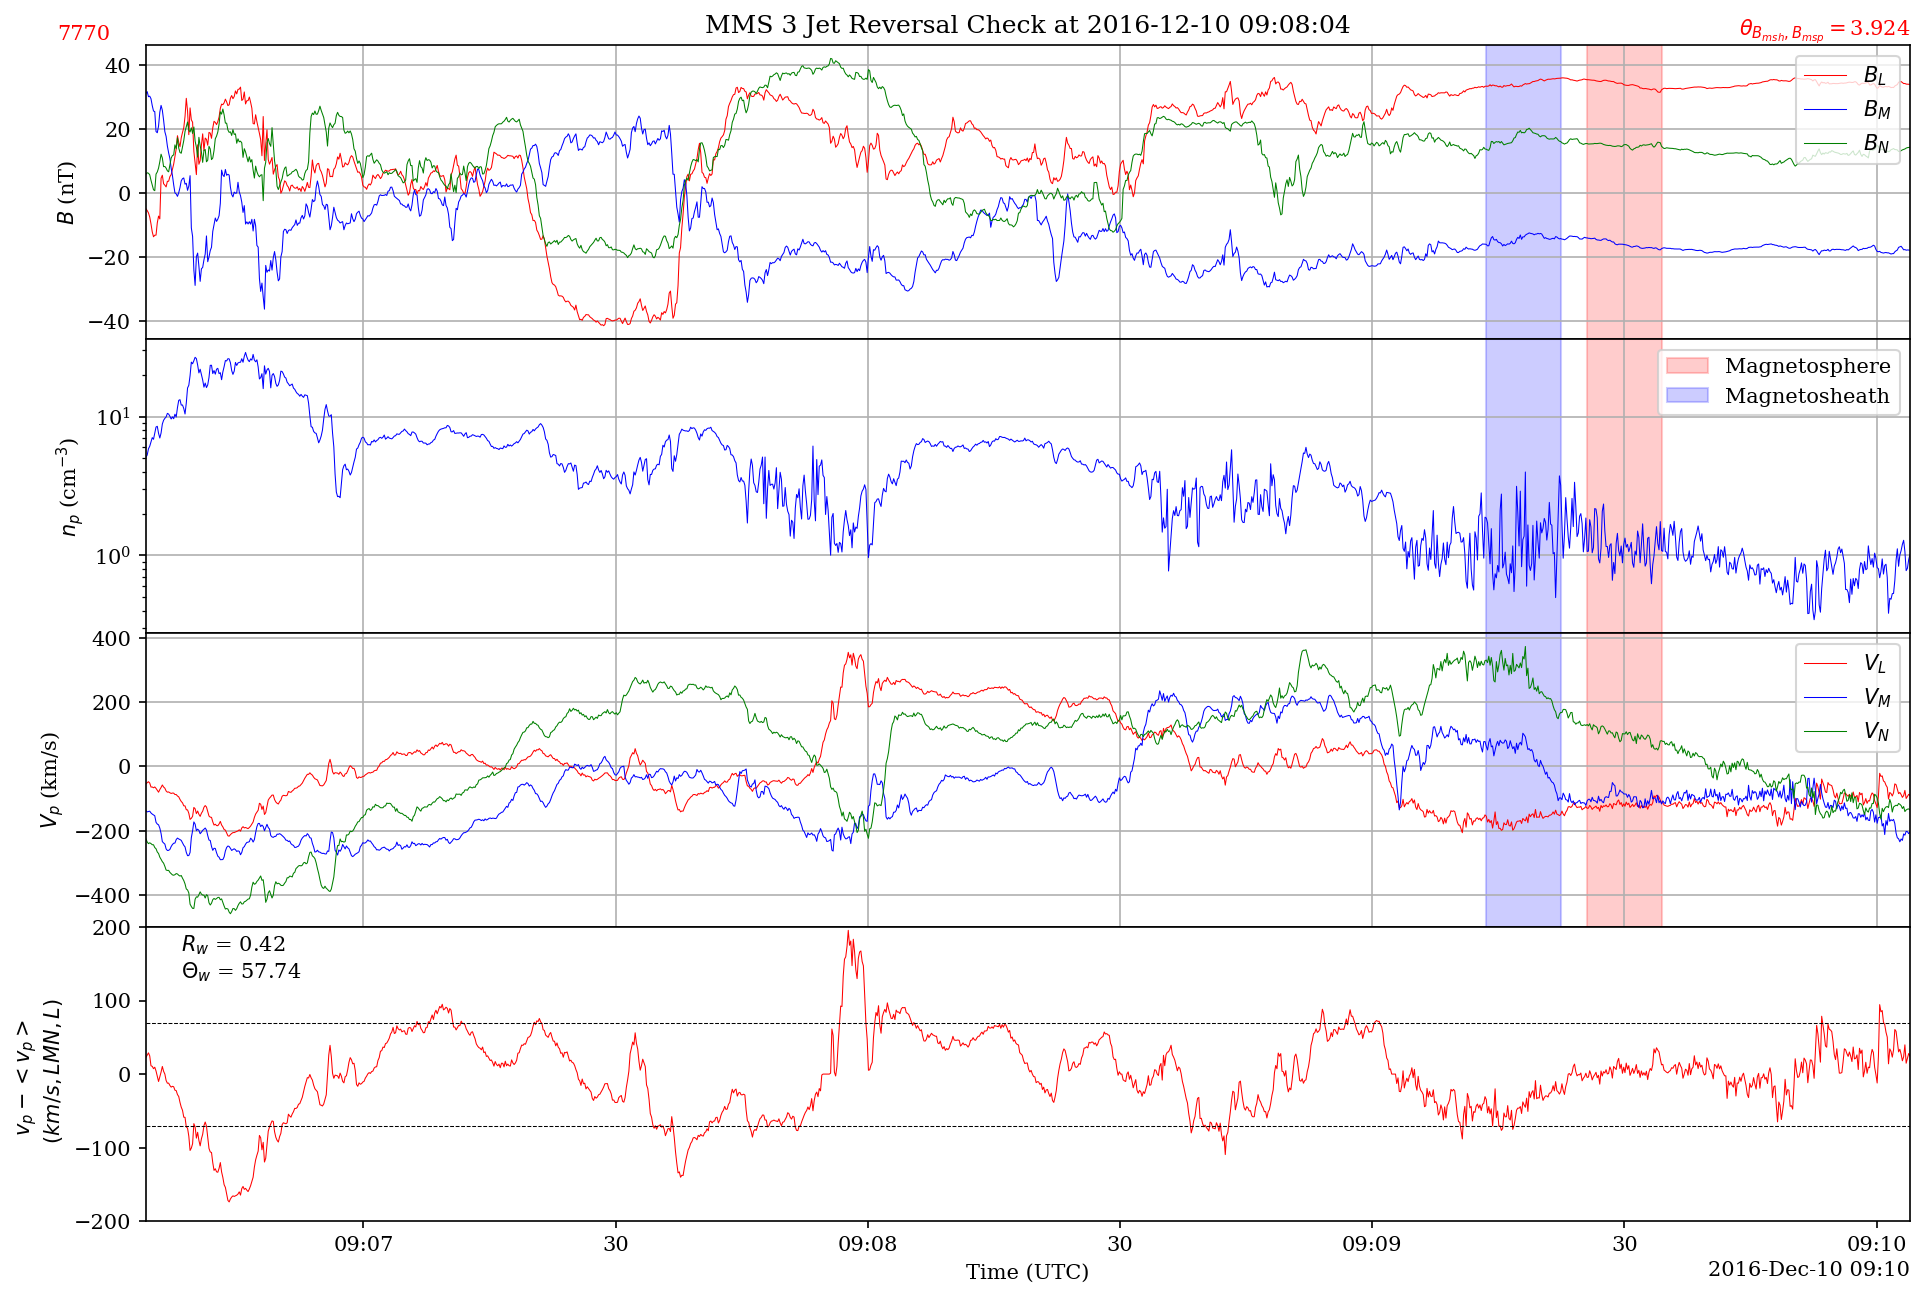 MMS 3 Jet Reversal Check at 2016-12-10 09:08:04
7770
θ_{B_{msh}, B_{msp}} = 3.924
40
20
0
−20
−40
B (nT)
B_L
B_M
B_N
10^1
10^0
n_p (cm^{−3})
Magnetosphere
Magnetosheath
400
200
0
−200
−400
V_p (km/s)
V_L
V_M
V_N
200
100
0
−100
−200
v_p − < v_p >
(km/s, LMN, L)
R_w = 0.42
Θ_w = 57.74
09:07
30
09:08
30
09:09
30
09:10
Time (UTC)
2016-Dec-10 09:10